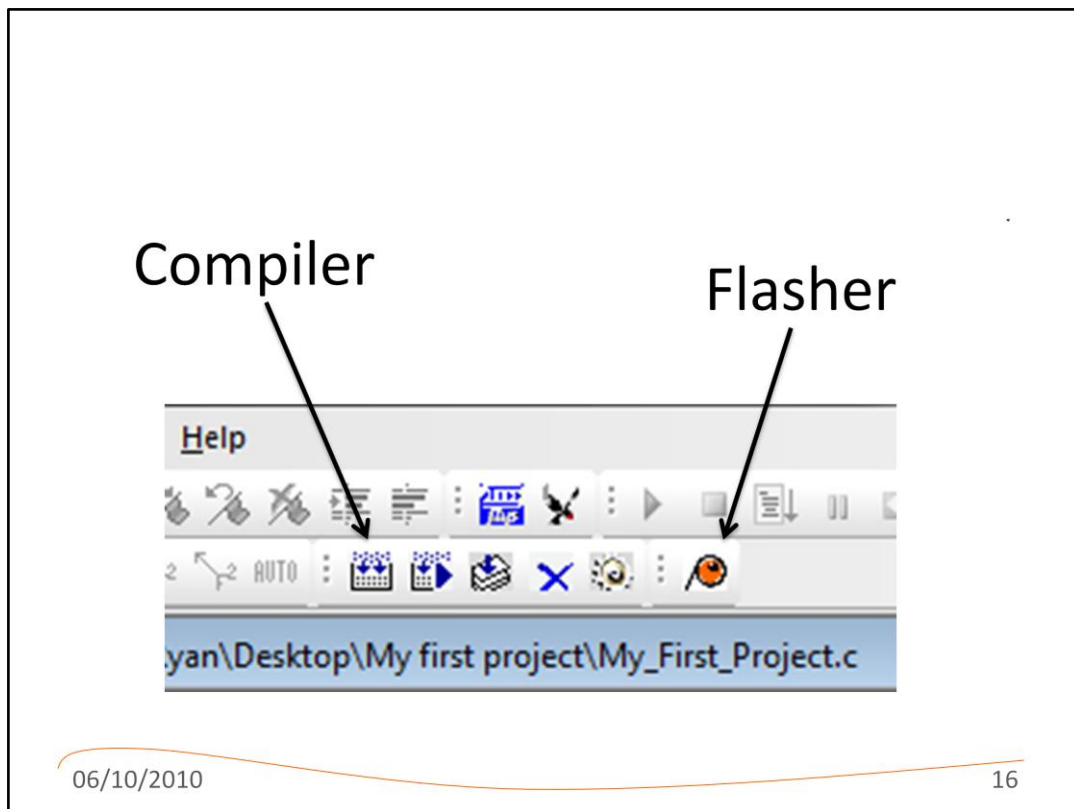 Compiler
Flasher
Help
AUTO
yan\Desktop\My first project\My_First_Project.c
06/10/2010
16